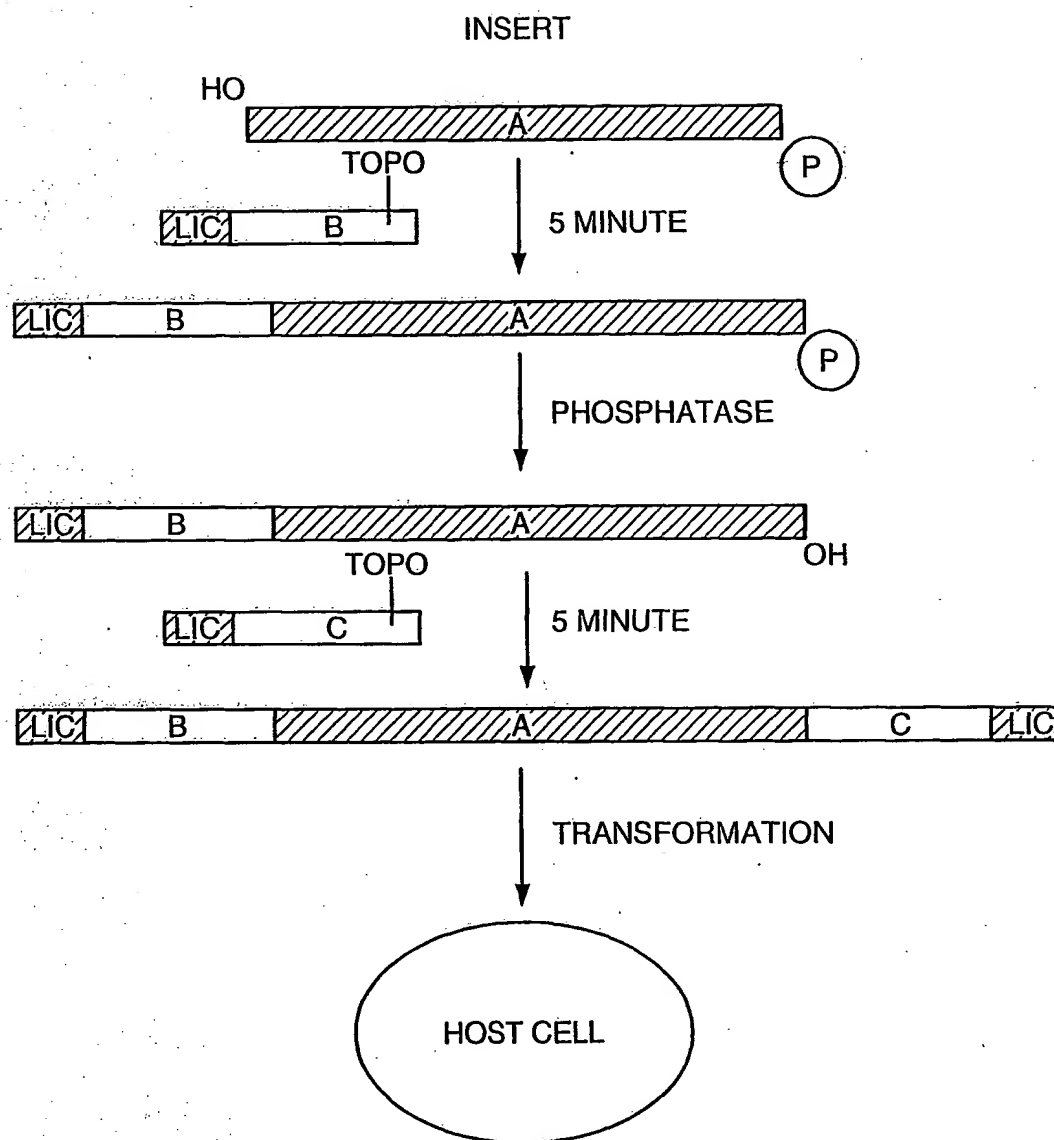 INSERT
HO
A
P
TOPO
LIC B
5 MINUTE
LIC B A
P
PHOSPHATASE
LIC B A
OH
TOPO
LIC C
5 MINUTE
LIC B A C LIC
TRANSFORMATION
HOST CELL